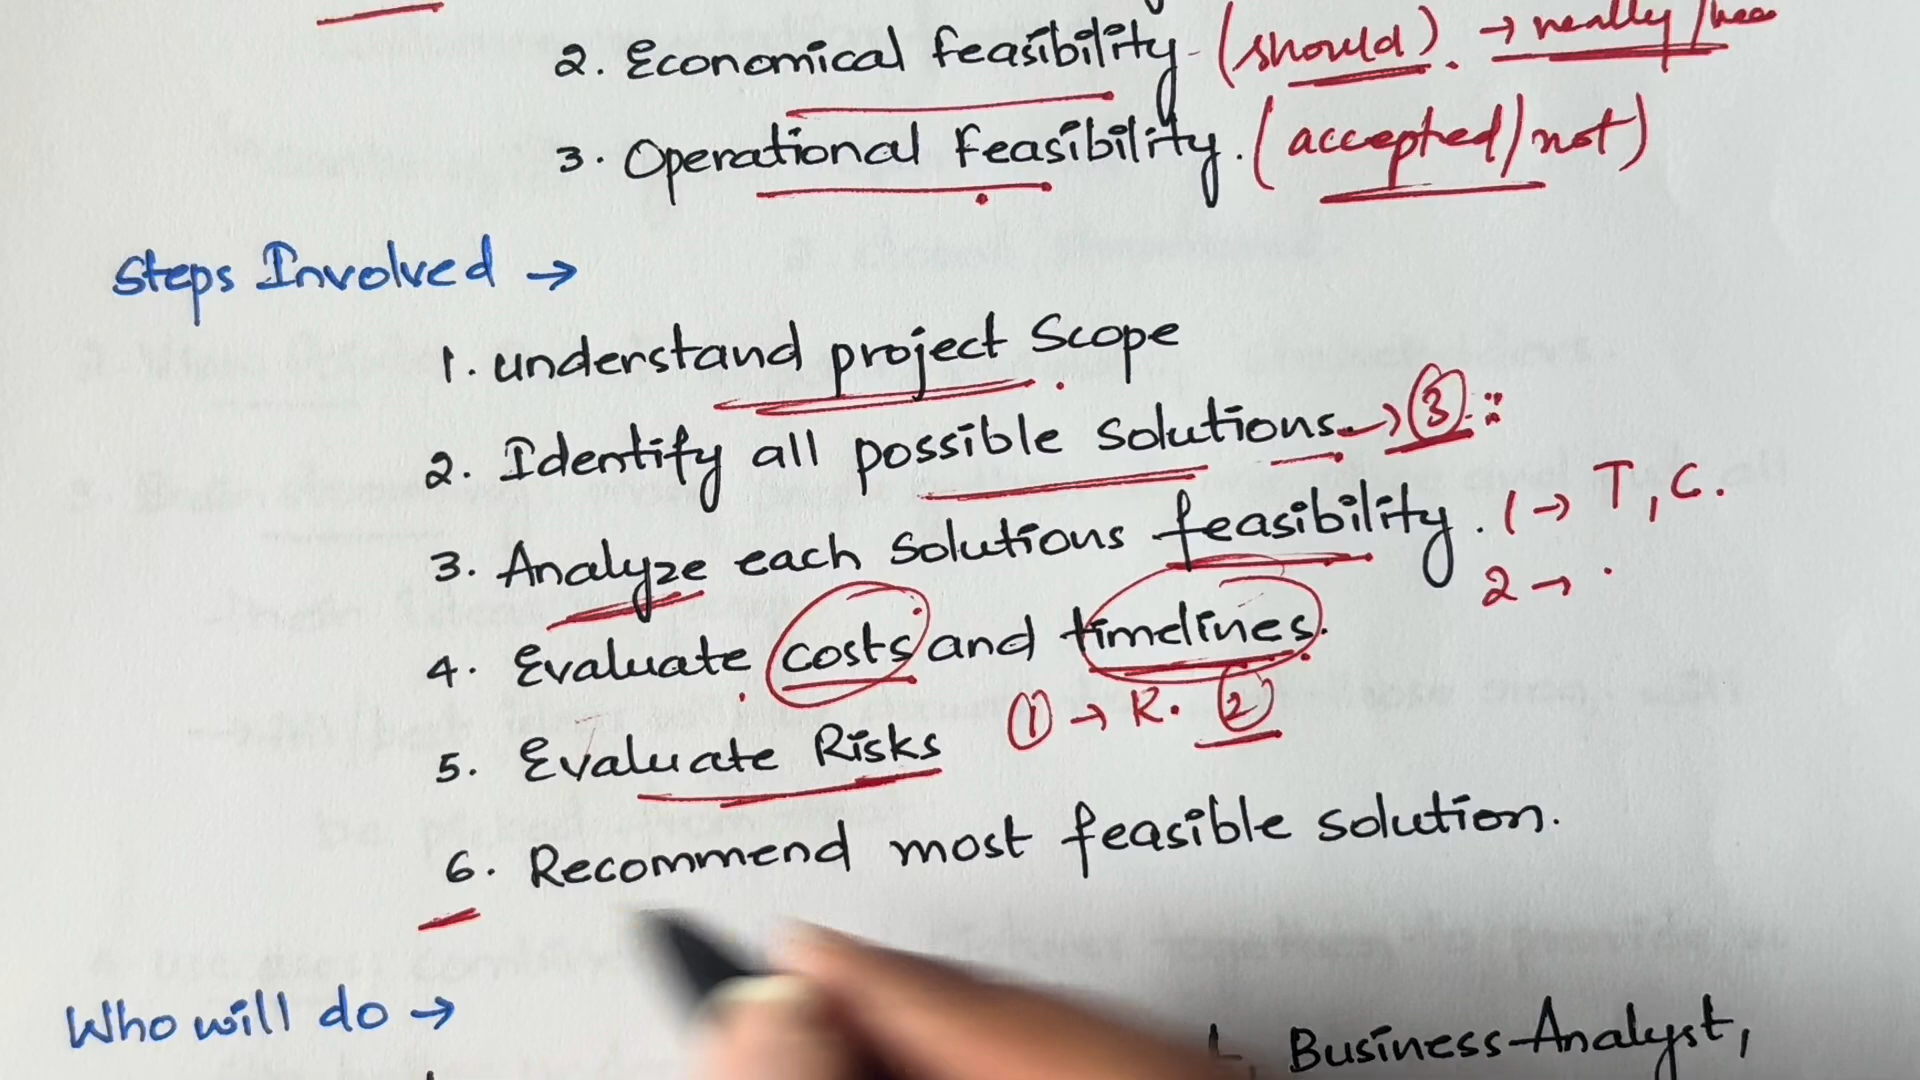 2. Economical feasibility (should). → really /
3. Operational Feasibility. (accepted/not)
Steps Involved →
1. understand project Scope
2. Identify all possible solutions. → 3 :
3. Analyze each solutions feasibility. 1 → T, C.
2 →
4. Evaluate costs and timelines.
1 → R. 2
5. Evaluate Risks
6. Recommend most feasible solution.
Who will do →
Business Analyst,